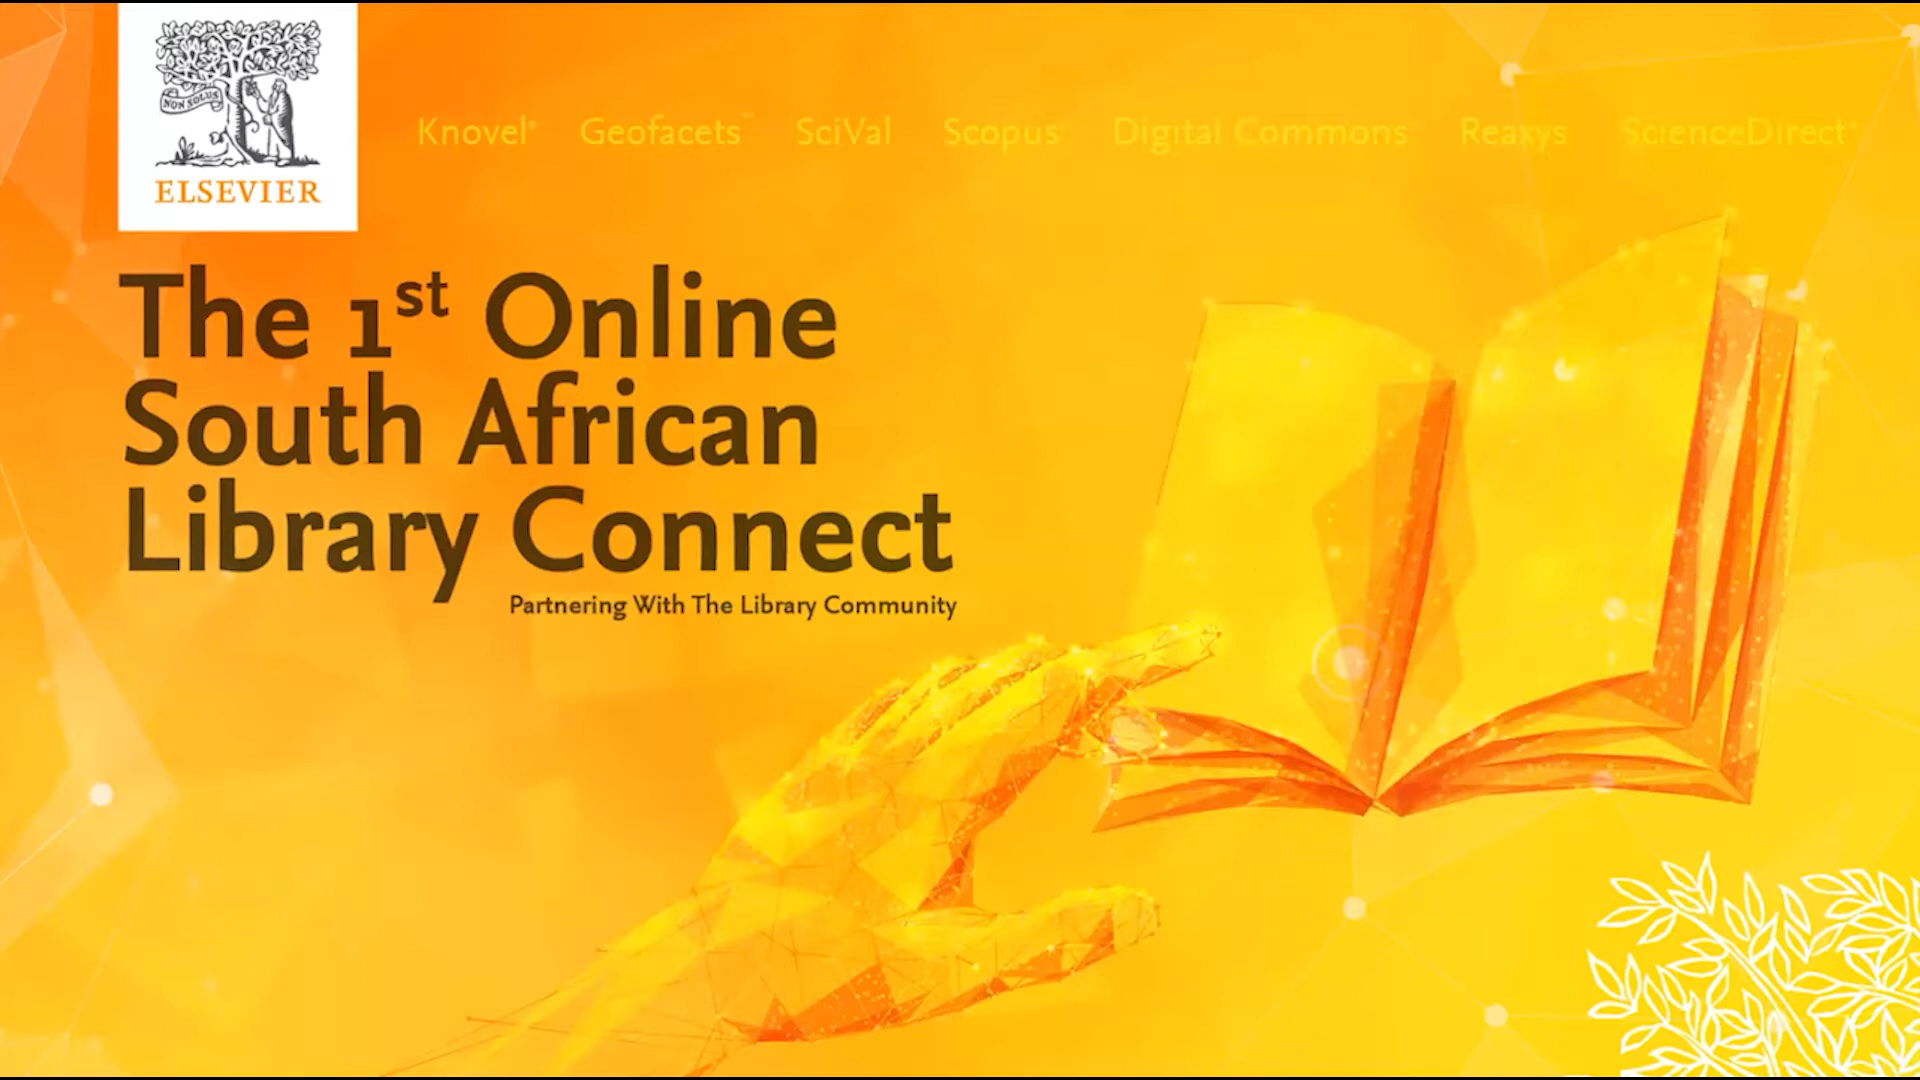 NON SOLUS
ELSEVIER
Knovel® Geofacets™ SciVal Scopus Digital Commons Reaxys ScienceDirect®
The 1st Online
South African
Library Connect
Partnering With The Library Community